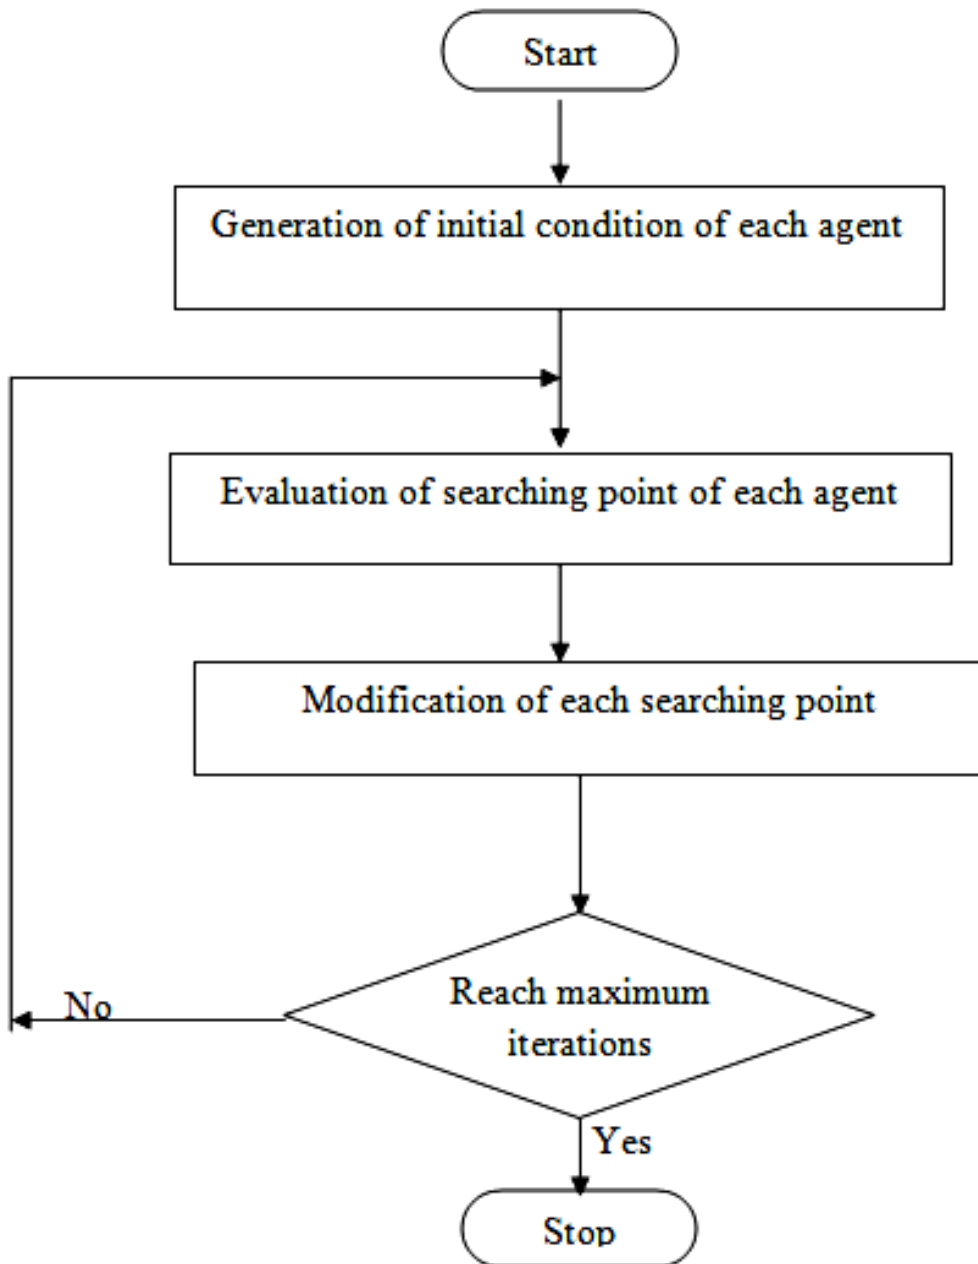 Start
Generation of initial condition of each agent
Evaluation of searching point of each agent
Modification of each searching point
Reach maximum
iterations
No
Yes
Stop